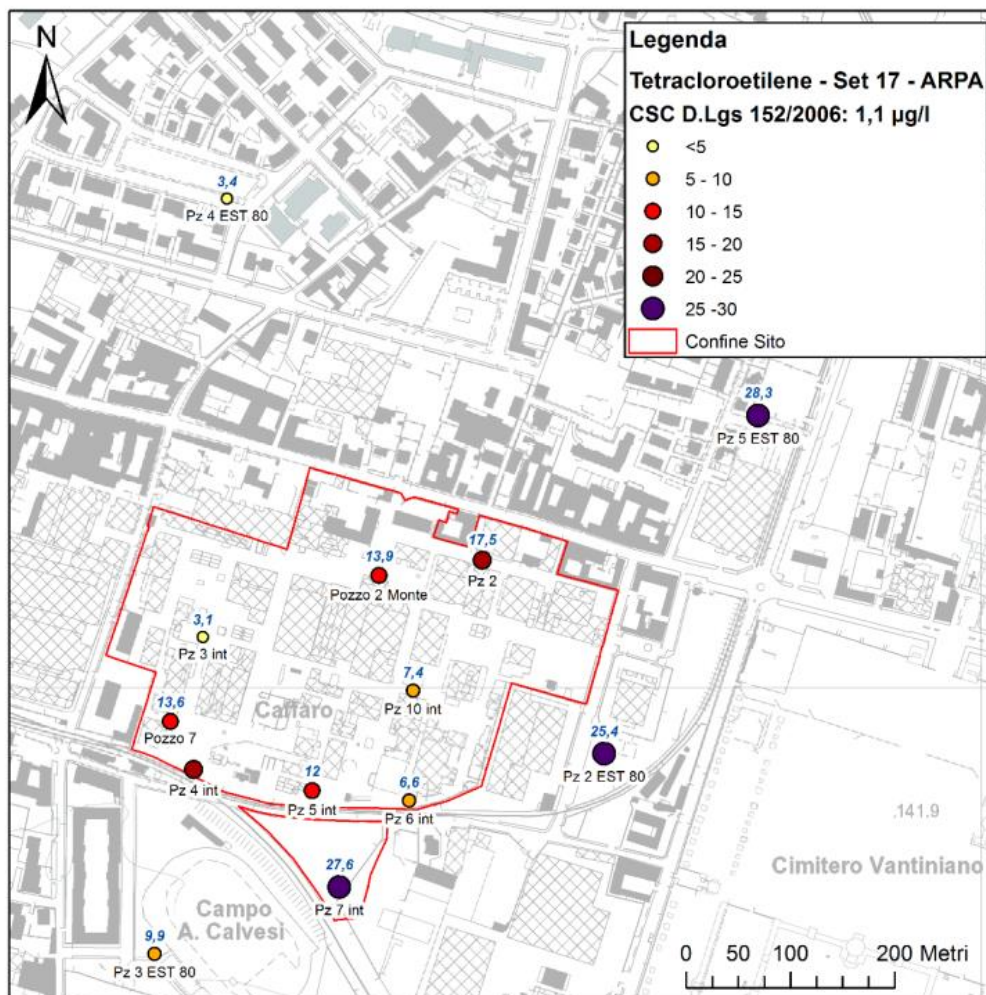 N
Legenda
Tetracloroetilene - Set 17 - ARPA
CSC D.Lgs 152/2006: 1,1 µg/l
<5
5 - 10
10 - 15
15 - 20
20 - 25
25 -30
Confine Sito
3,4
Pz 4 EST 80
28,3
Pz 5 EST 80
17,5
Pz 2
13,9
Pozzo 2 Monte
3,1
Pz 3 int
7,4
Pz 10 int
13,6
Pozzo 7
Caffaro
25,4
Pz 2 EST 80
Pz 4 int
12
Pz 5 int
6,6
Pz 6 int
141.9
Cimitero Vantiniano
27,6
Pz 7 int
Campo
A. Calvesi
9,9
Pz 3 EST 80
0 50 100 200 Metri